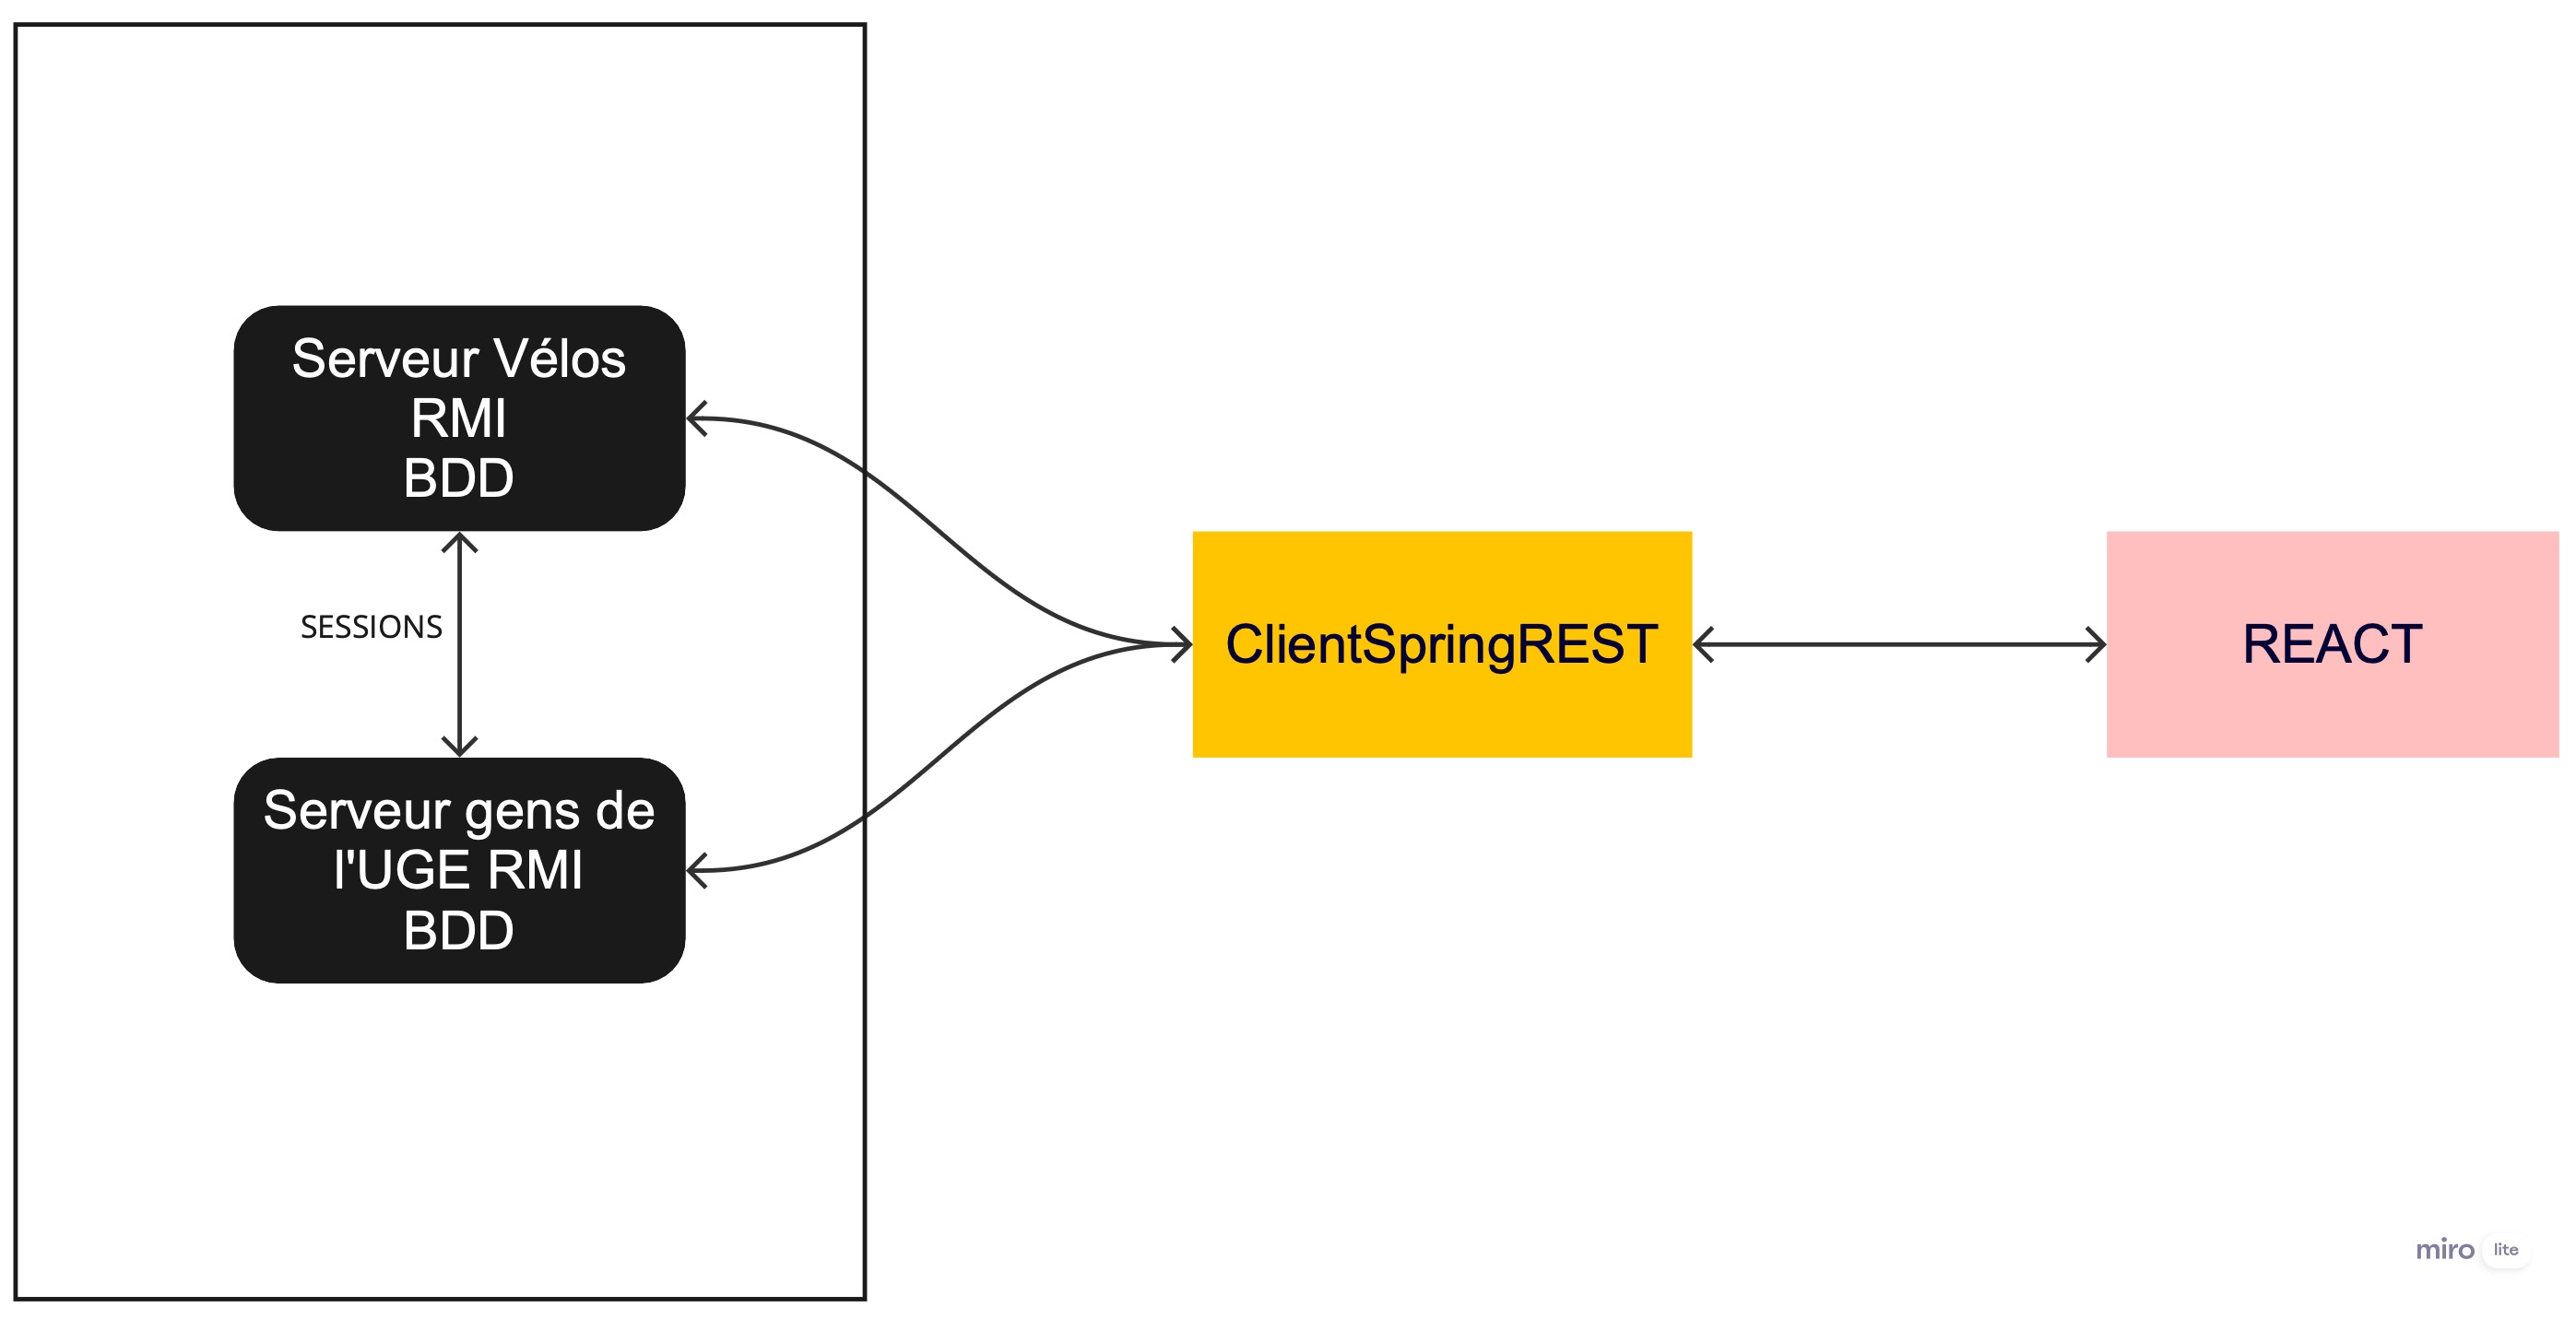 Serveur Vélos
RMI
BDD
SESSIONS
Serveur gens de
l'UGE RMI
BDD
ClientSpringREST
REACT
miro lite